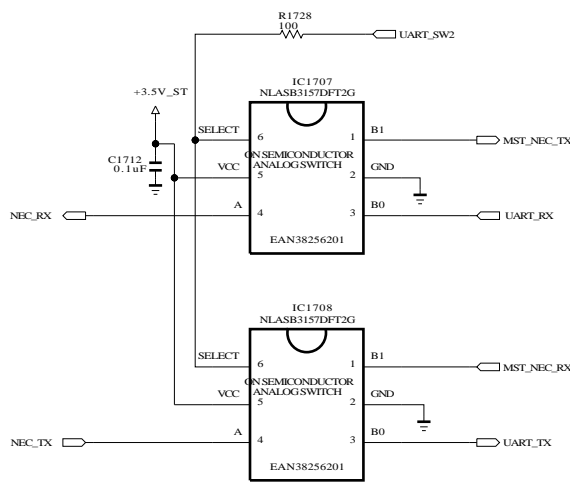 R1728
100
UART_SW2
IC1707
NLASB3157DFT2G
+3.5V_ST
SELECT
6
1
B1
MST_NEC_TX
C1712
0.1uF
ON SEMICONDUCTOR
ANALOG SWITCH
VCC
5
2
GND
NEC_RX
A
4
3
B0
UART_RX
EAN38256201
IC1708
NLASB3157DFT2G
SELECT
6
1
B1
MST_NEC_RX
ON SEMICONDUCTOR
ANALOG SWITCH
VCC
5
2
GND
NEC_TX
A
4
3
B0
UART_TX
EAN38256201